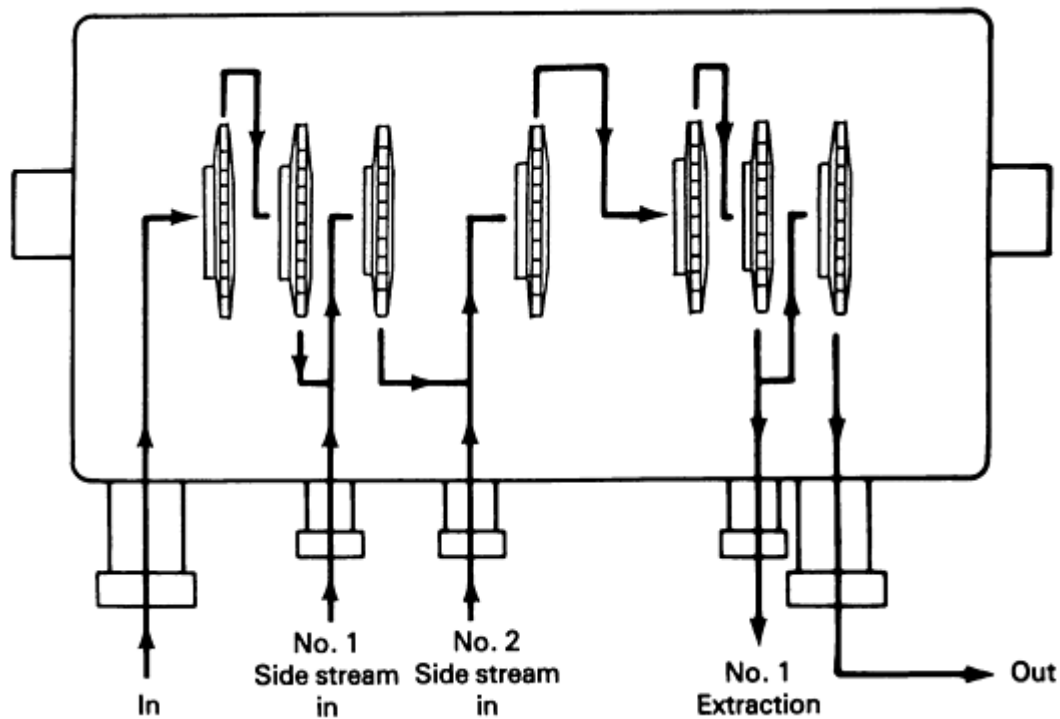 In
No. 1
Side stream
in
No. 2
Side stream
in
No. 1
Extraction
Out